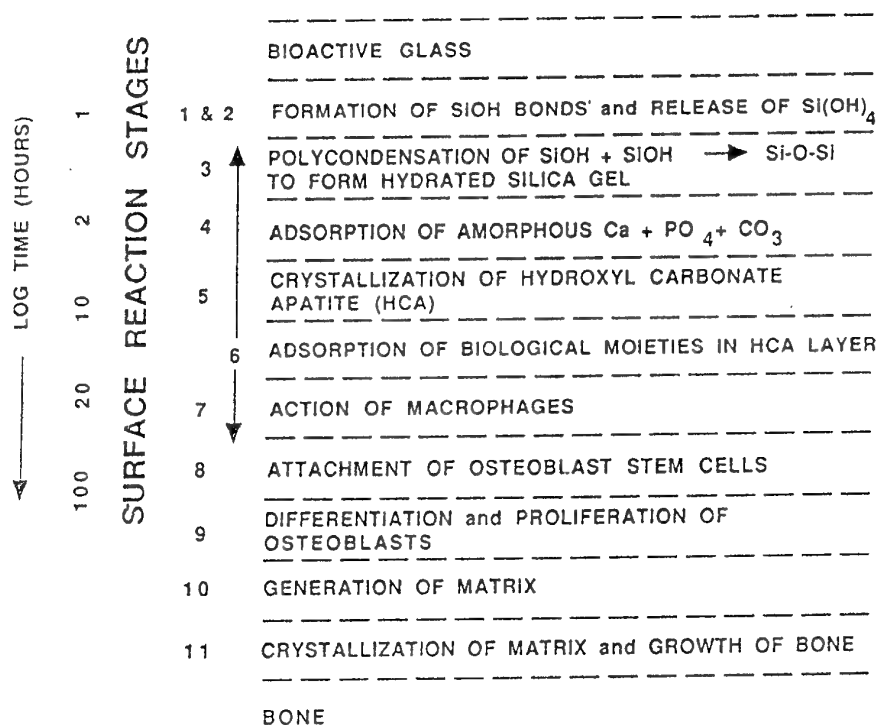 BIOACTIVE GLASS
LOG TIME (HOURS)
SURFACE REACTION STAGES
1
1 & 2
FORMATION OF SiOH BONDS' and RELEASE OF Si(OH)4
3
POLYCONDENSATION OF SiOH + SiOH → Si-O-Si
TO FORM HYDRATED SILICA GEL
2
4
ADSORPTION OF AMORPHOUS Ca + PO4 + CO3
10
5
CRYSTALLIZATION OF HYDROXYL CARBONATE
APATITE (HCA)
6
ADSORPTION OF BIOLOGICAL MOIETIES IN HCA LAYER
20
7
ACTION OF MACROPHAGES
100
8
ATTACHMENT OF OSTEOBLAST STEM CELLS
9
DIFFERENTIATION and PROLIFERATION OF
OSTEOBLASTS
10
GENERATION OF MATRIX
11
CRYSTALLIZATION OF MATRIX and GROWTH OF BONE
BONE